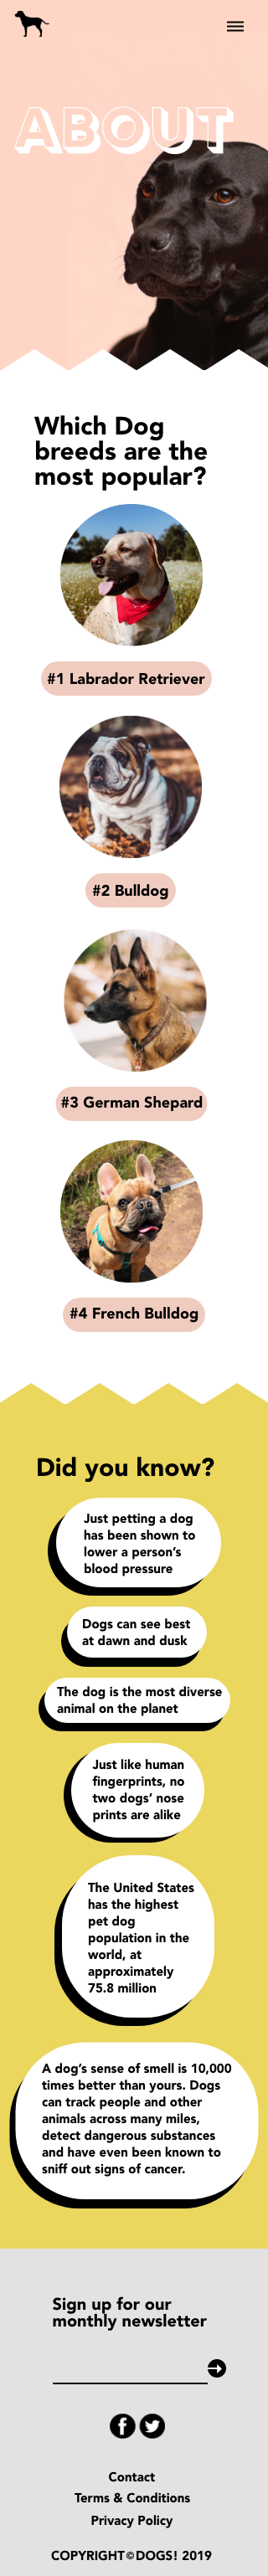 ABOUT
Which Dog
breeds are the
most popular?
#1 Labrador Retriever
#2 Bulldog
#3 German Shepard
#4 French Bulldog
Did you know?
Just petting a dog
has been shown to
lower a person’s
blood pressure
Dogs can see best
at dawn and dusk
The dog is the most diverse
animal on the planet
Just like human
fingerprints, no
two dogs’ nose
prints are alike
The United States
has the highest
pet dog
population in the
world, at
approximately
75.8 million
A dog’s sense of smell is 10,000
times better than yours. Dogs
can track people and other
animals across many miles,
detect dangerous substances
and have even been known to
sniff out signs of cancer.
Sign up for our
monthly newsletter
Contact
Terms & Conditions
Privacy Policy
COPYRIGHT©DOGS! 2019